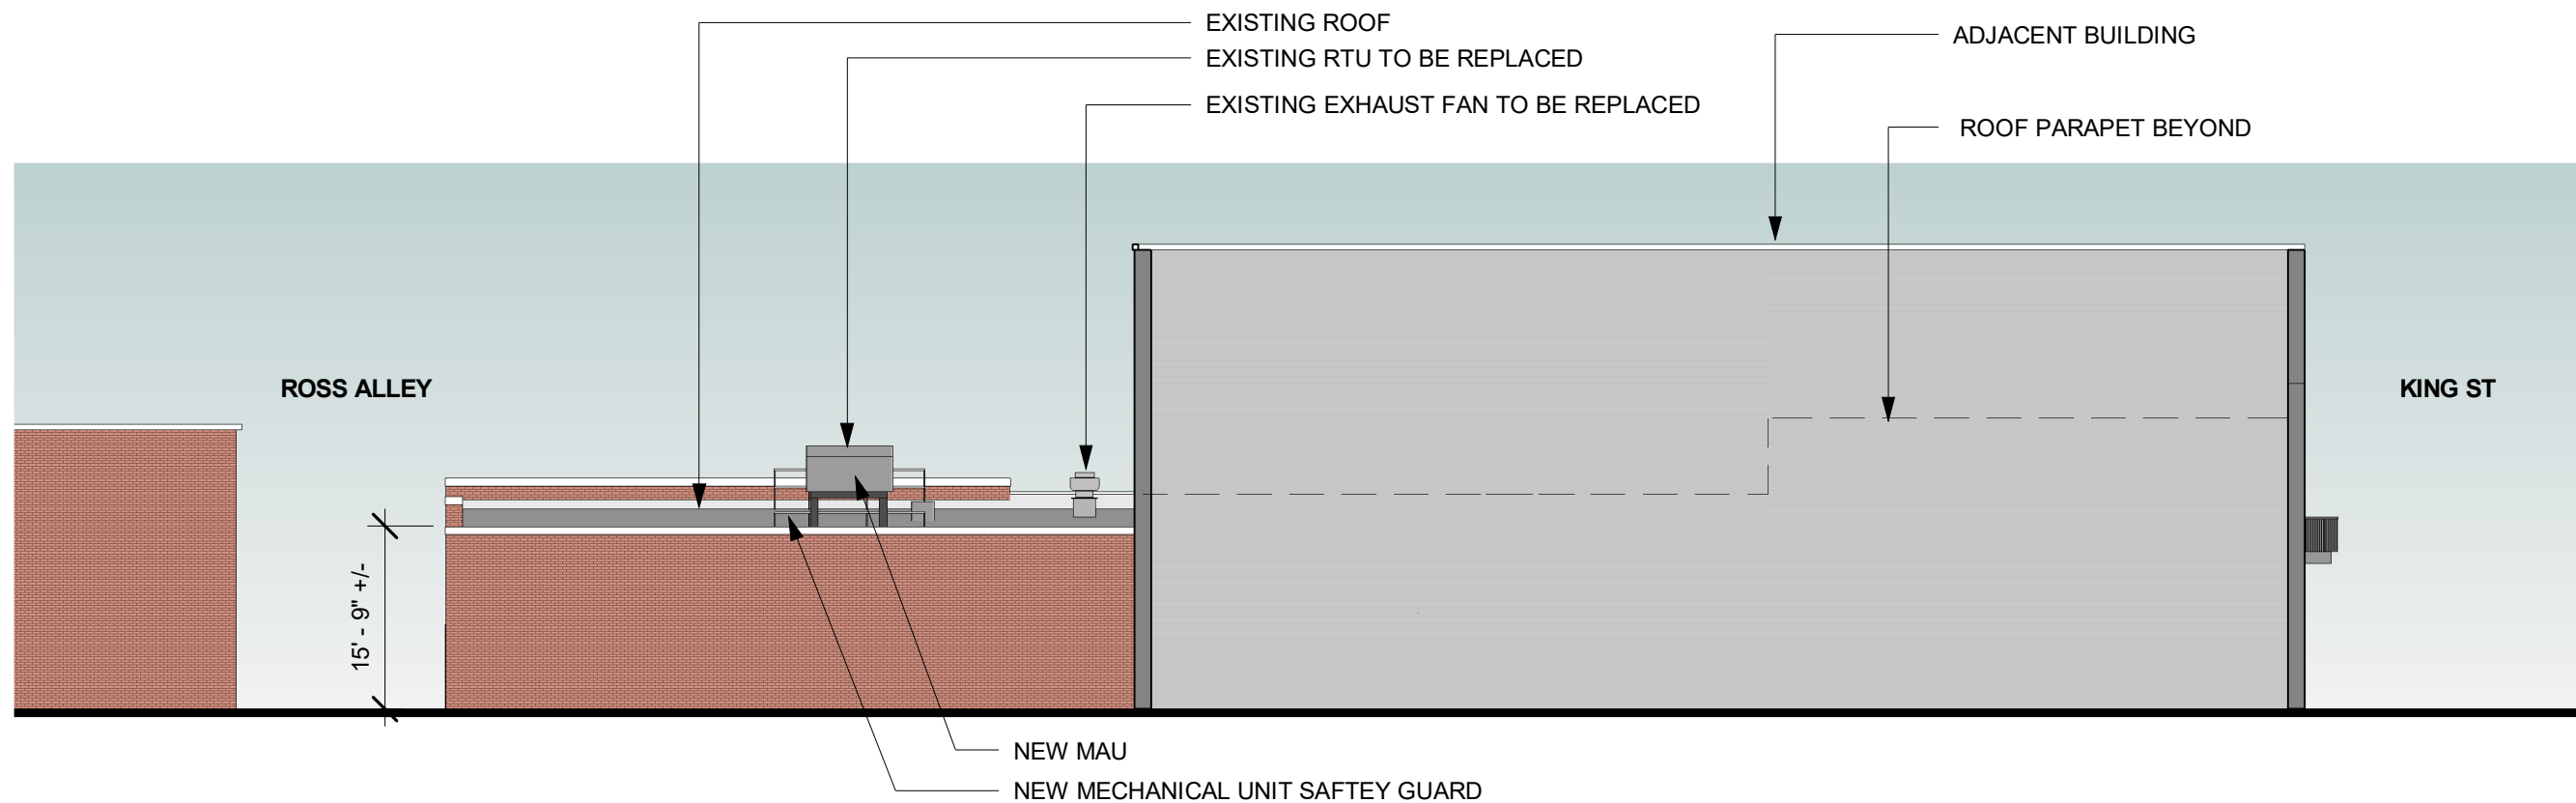 EXISTING ROOF
EXISTING RTU TO BE REPLACED
EXISTING EXHAUST FAN TO BE REPLACED
ADJACENT BUILDING
ROOF PARAPET BEYOND
ROSS ALLEY
KING ST
15' - 9" +/-
NEW MAU
NEW MECHANICAL UNIT SAFTEY GUARD